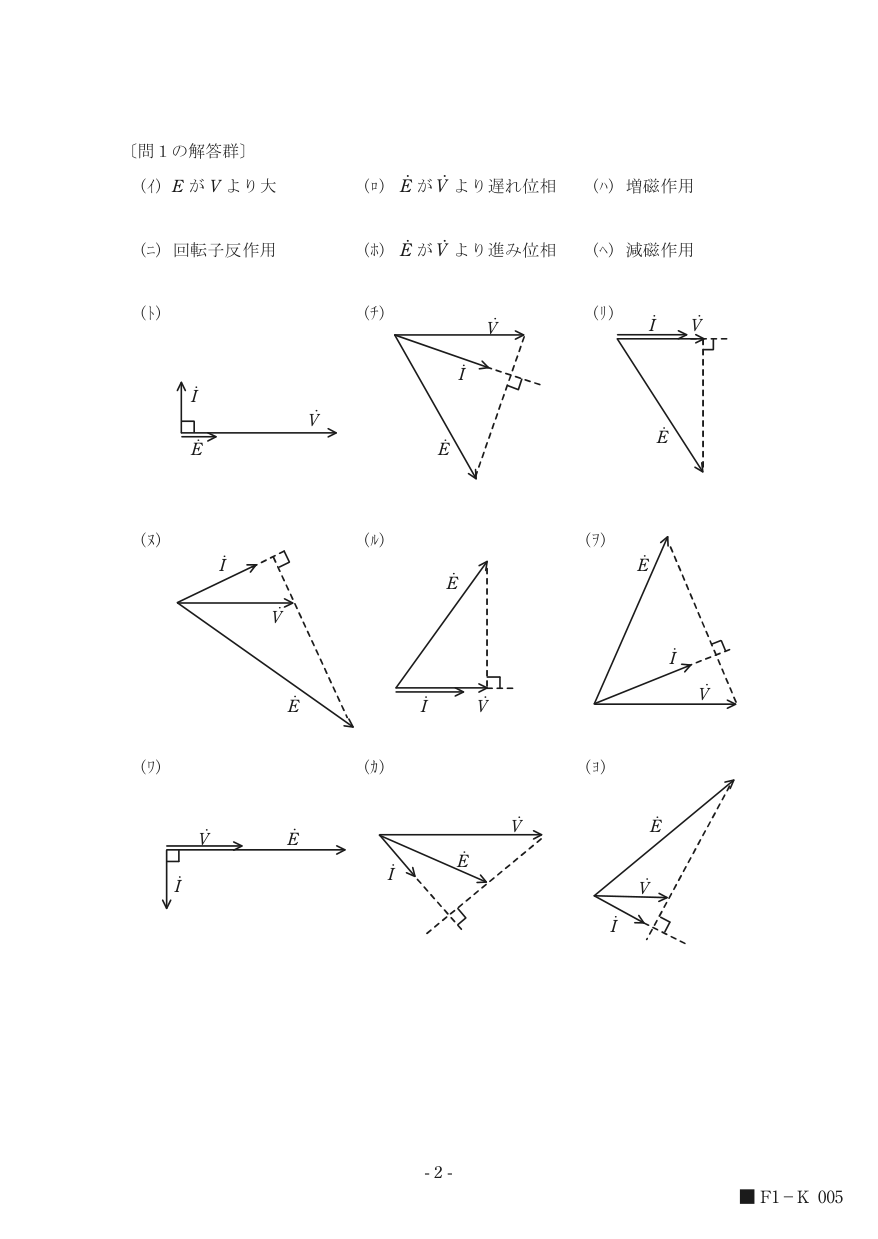 〔問1の解答群〕
(ｲ) E が V より大 (ﾛ) Ė が V̇ より遅れ位相 (ﾊ) 増磁作用
(ﾆ) 回転子反作用 (ﾎ) Ė が V̇ より進み位相 (ﾍ) 減磁作用
(ﾄ) (ﾁ) (ﾘ)
V̇ İ V̇
İ
İ V̇
Ė Ė Ė
(ﾇ) (ﾙ) (ｦ)
İ Ė Ė
V̇ İ
Ė İ V̇ V̇
(ﾜ) (ｶ) (ﾖ)
V̇ Ė V̇ Ė
İ İ Ė V̇
İ
- 2 -
■ F1－K 005